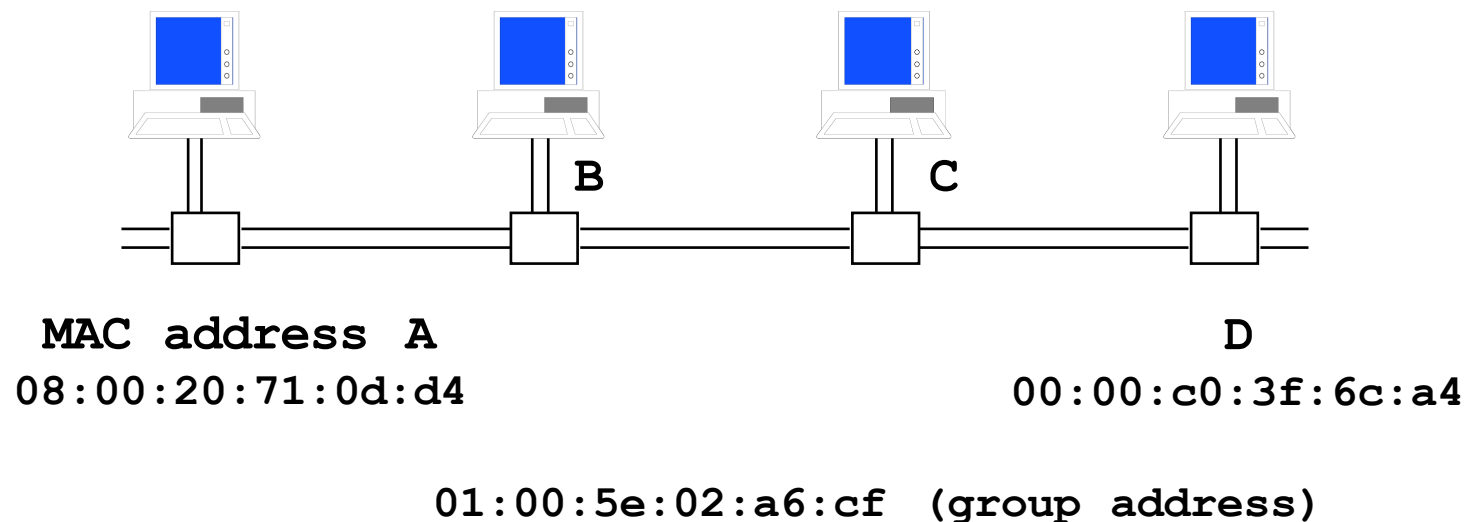 B
C
MAC address A
D
08:00:20:71:0d:d4
00:00:c0:3f:6c:a4
01:00:5e:02:a6:cf (group address)